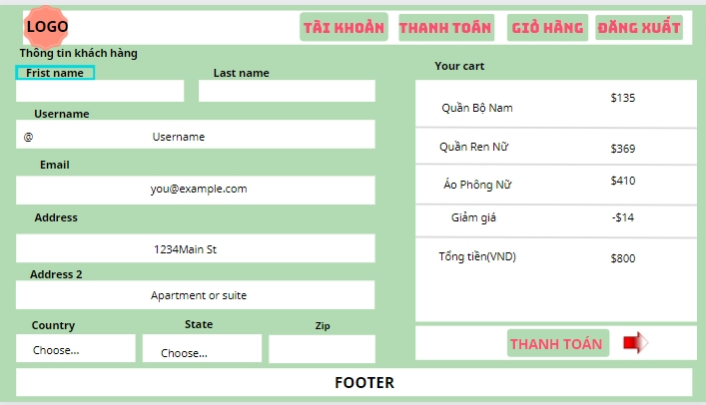 LOGO
TÀI KHOẢN THANH TOÁN GIỎ HÀNG ĐĂNG XUẤT
Thông tin khách hàng
Frist name Last name
Username
@ Username
Email
you@example.com
Address
1234Main St
Address 2
Apartment or suite
Country State Zip
Choose... Choose...
Your cart
Quần Bộ Nam $135
Quần Ren Nữ $369
Áo Phông Nữ $410
Giảm giá -$14
Tổng tiền(VND) $800
THANH TOÁN
FOOTER